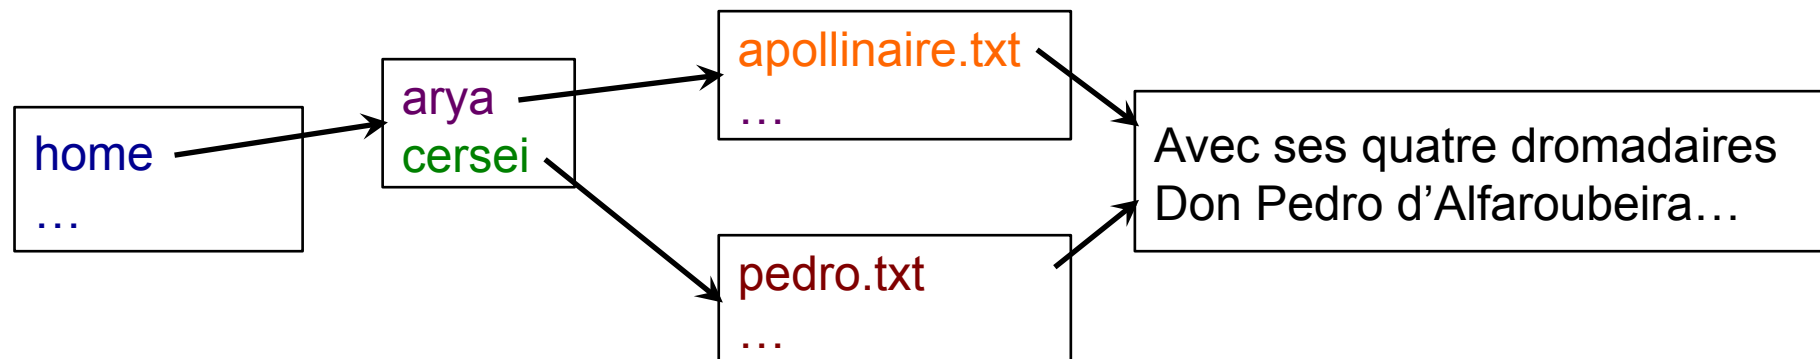 home
…
arya
cersei
apollinaire.txt
…
pedro.txt
…
Avec ses quatre dromadaires
Don Pedro d’Alfaroubeira…